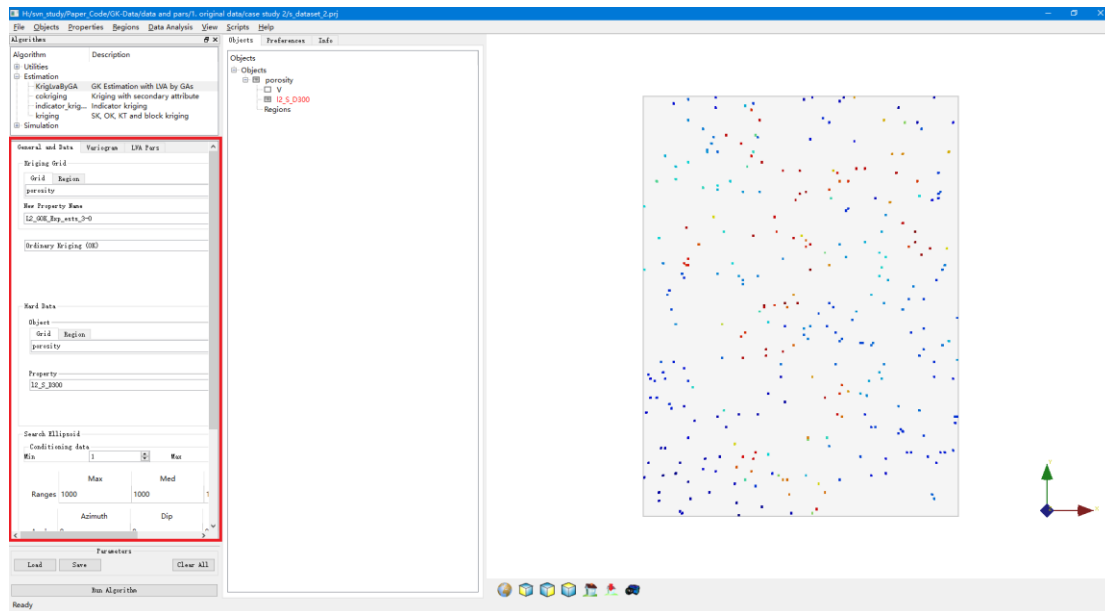 H:/svn_study/Paper_Code/GK-Data/data and pars/1. original data/case study 2/s_dataset_2.prj
File Objects Properties Regions Data Analysis View Scripts Help
Algorithms
Algorithm Description
Utilities
Estimation
KrigLvaByGA GK Estimation with LVA by GAs
cokriging Kriging with secondary attribute
indicator_krig... Indicator kriging
kriging SK, OK, KT and block kriging
Simulation
General and Data Variogram LVA Pars
Kriging Grid
Grid Region
porosity
New Property Name
L2_GOK_Exp_estz_3-0
Ordinary Kriging (OK)
Hard Data
Object
Grid Region
porosity
Property
l2_S_D300
Search Ellipsoid
Conditioning data
Min 1 Max
Max Med
Ranges 1000 1000 1
Azimuth Dip
Parameters
Load Save Clear All
Run Algorithm
Ready
Objects Preferences Info
Objects
Objects
porosity
V
l2_S_D300
Regions